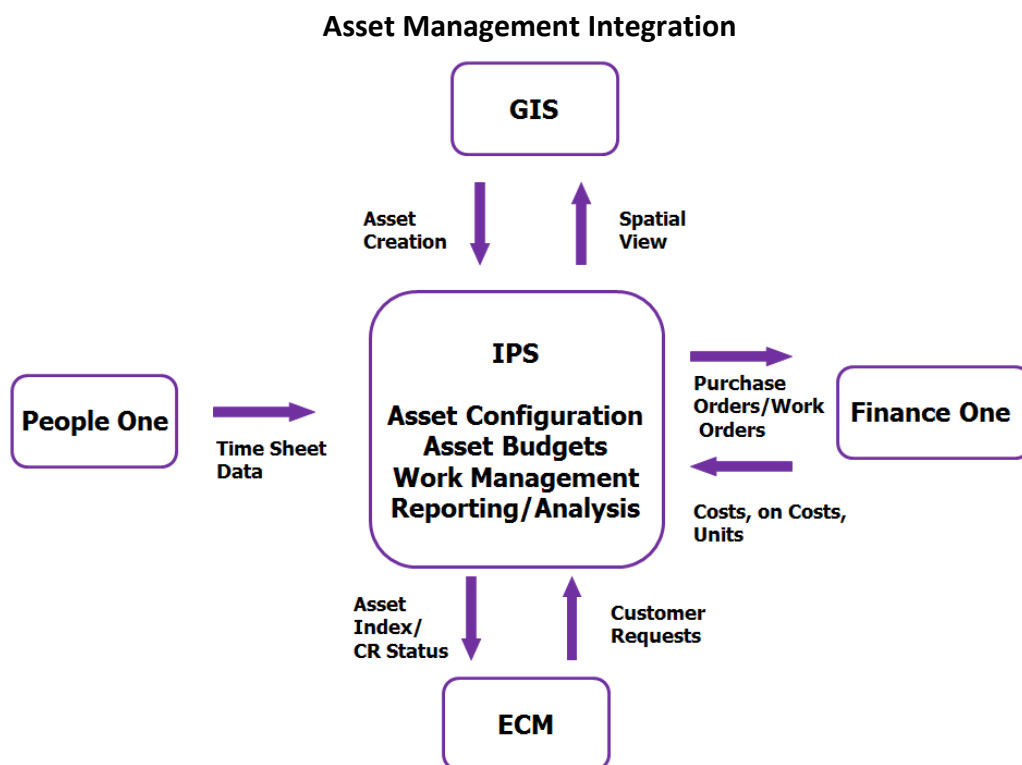 Asset Management Integration
GIS
Asset
Creation
Spatial
View
IPS
Asset Configuration
Asset Budgets
Work Management
Reporting/Analysis
People One
Time Sheet
Data
Purchase
Orders/Work
Orders
Finance One
Costs, on Costs,
Units
Asset
Index/
CR Status
Customer
Requests
ECM